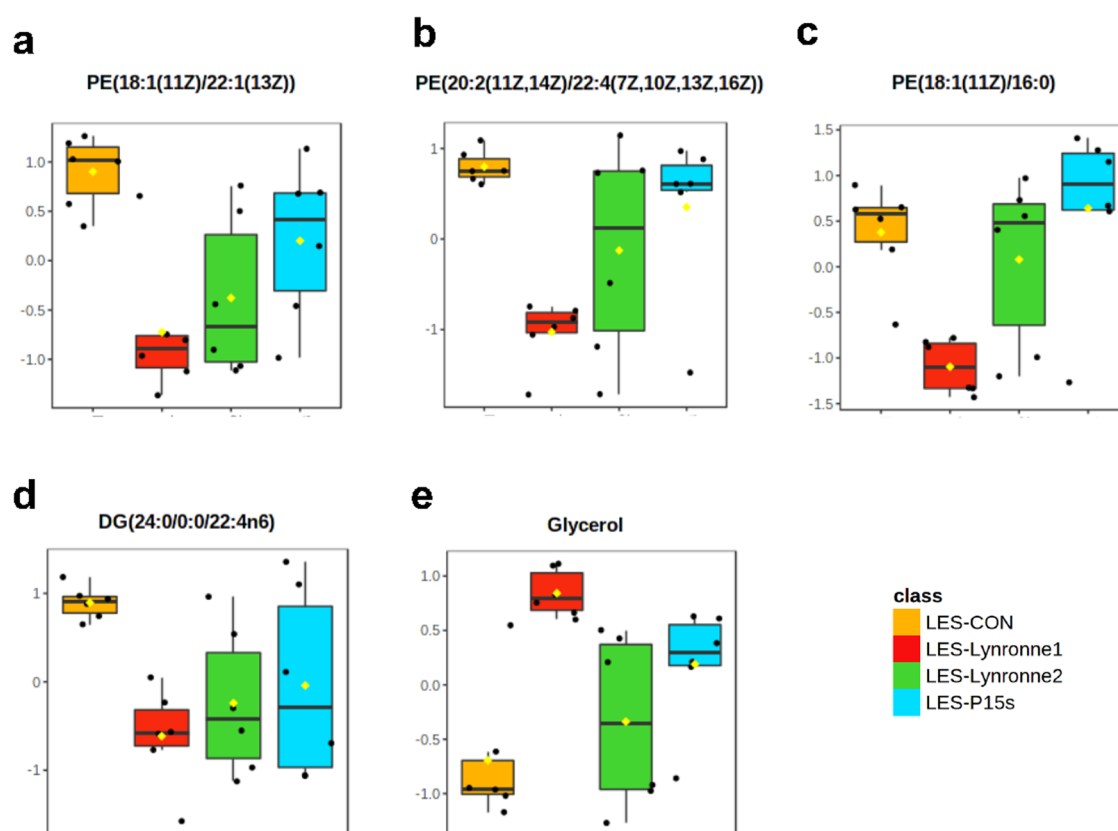 a
b
c
PE(18:1(11Z)/22:1(13Z))
PE(20:2(11Z,14Z)/22:4(7Z,10Z,13Z,16Z))
PE(18:1(11Z)/16:0)
1.0
0.5
0.0
-0.5
-1.0
1
0
-1
1.5
1.0
0.5
0.0
-0.5
-1.0
-1.5
d
e
DG(24:0/0:0/22:4n6)
Glycerol
1
0
-1
1.0
0.5
0.0
-0.5
-1.0
class
LES-CON
LES-Lynronne1
LES-Lynronne2
LES-P15s